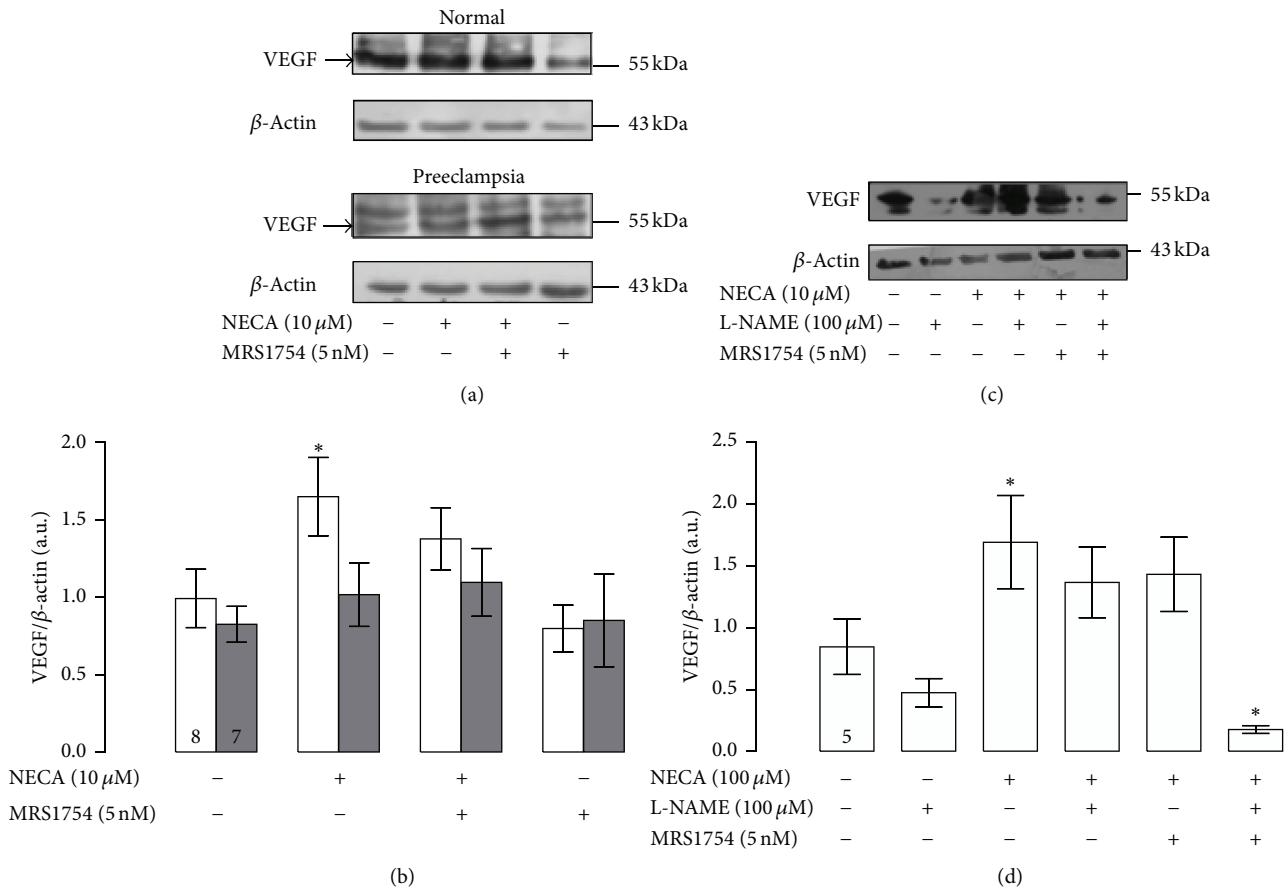 Normal
VEGF
55 kDa
β-Actin
43 kDa
Preeclampsia
VEGF
55 kDa
β-Actin
43 kDa
NECA (10 μM) − + + −
MRS1754 (5 nM) − − + +
(a)
VEGF
55 kDa
β-Actin
43 kDa
NECA (10 μM) − − + + + +
L-NAME (100 μM) − + − + − +
MRS1754 (5 nM) − − − − + +
(c)
VEGF/β-actin (a.u.)
2.0
1.5
1.0
0.5
0.0
*
8
7
NECA (10 μM) − + + −
MRS1754 (5 nM) − − + +
(b)
VEGF/β-actin (a.u.)
2.5
2.0
1.5
1.0
0.5
0.0
*
*
5
NECA (100 μM) − − + + + +
L-NAME (100 μM) − + − + − +
MRS1754 (5 nM) − − − − + +
(d)